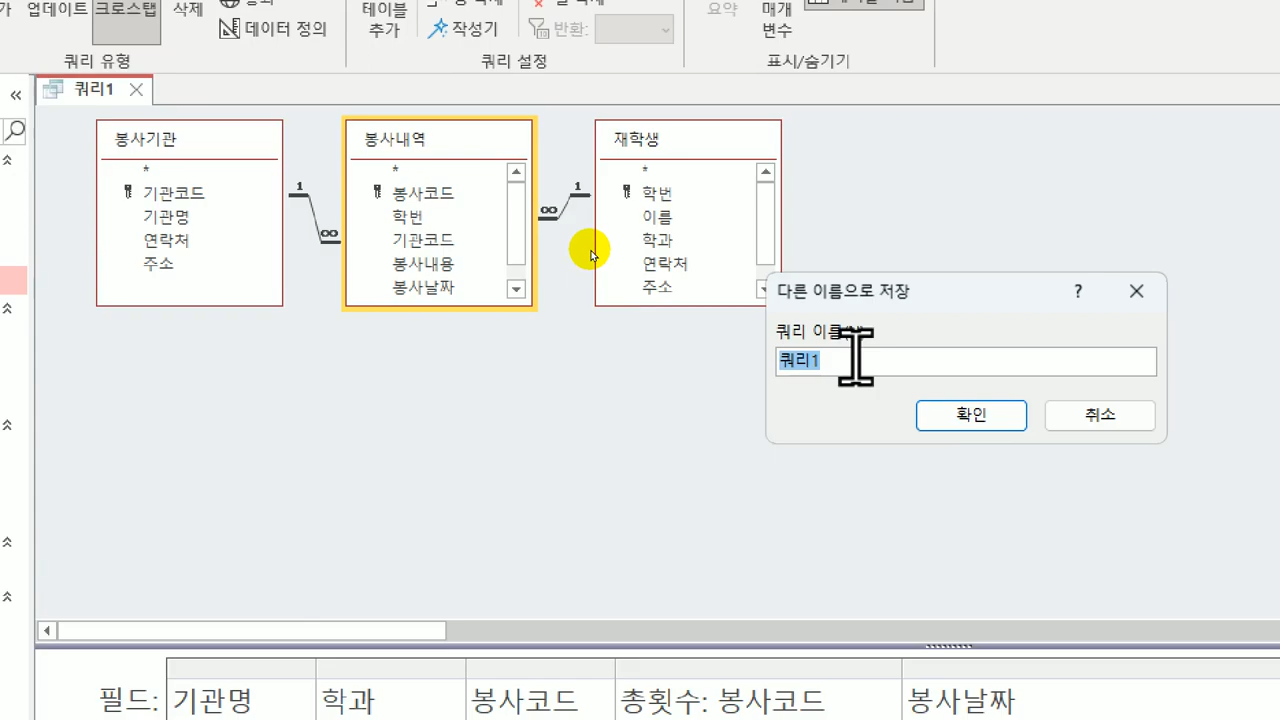 업데이트 크로스탭 삭제
데이터 정의
테이블
추가
작성기
반환:
요약
매개
변수
쿼리 유형
쿼리 설정
표시/숨기기
쿼리1
봉사기관
*
기관코드
기관명
연락처
주소
1
∞
봉사내역
*
봉사코드
학번
기관코드
봉사내용
봉사날짜
1
∞
재학생
*
학번
이름
학과
연락처
주소
다른 이름으로 저장
?
쿼리 이름
쿼리1
확인
취소
필드: 기관명 학과 봉사코드 총횟수: 봉사코드 봉사날짜